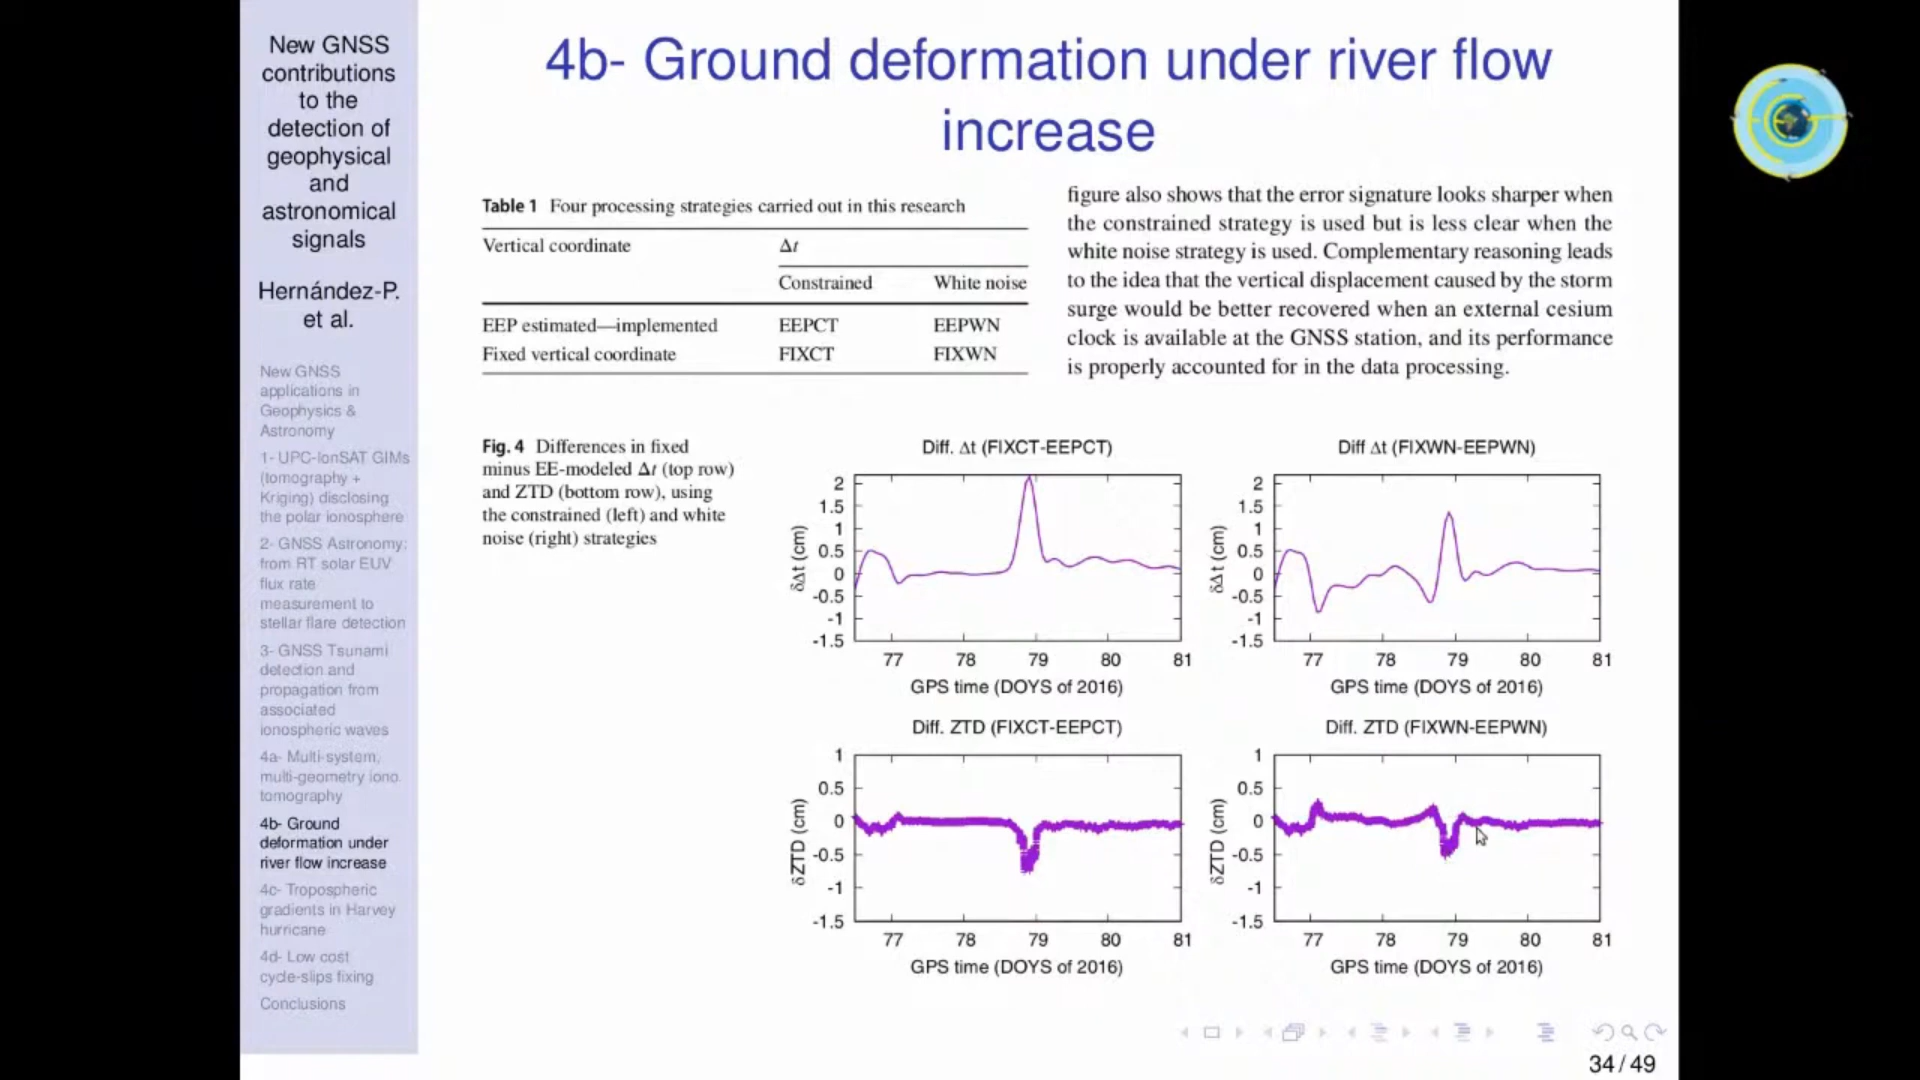 New GNSS
contributions
to the
detection of
geophysical
and
astronomical
signals
Hernández-P.
et al.
New GNSS
applications in
Geophysics &
Astronomy
1- UPC-IonSAT GIMs
(tomography +
Kriging) disclosing
the polar ionosphere
2- GNSS Astronomy:
from RT solar EUV
flux rate
measurement to
stellar flare detection
3- GNSS Tsunami
detection and
propagation from
associated
ionospheric waves
4a- Multi-system,
multi-geometry iono.
tomography
4b- Ground
deformation under
river flow increase
4c- Tropospheric
gradients in Harvey
hurricane
4d- Low cost
cycle-slips fixing
Conclusions
4b- Ground deformation under river flow
increase
Table 1 Four processing strategies carried out in this research
Vertical coordinate Δt
Constrained White noise
EEP estimated—implemented EEPCT EEPWN
Fixed vertical coordinate FIXCT FIXWN
figure also shows that the error signature looks sharper when
the constrained strategy is used but is less clear when the
white noise strategy is used. Complementary reasoning leads
to the idea that the vertical displacement caused by the storm
surge would be better recovered when an external cesium
clock is available at the GNSS station, and its performance
is properly accounted for in the data processing.
Fig. 4 Differences in fixed
minus EE-modeled Δt (top row)
and ZTD (bottom row), using
the constrained (left) and white
noise (right) strategies
Diff. Δt (FIXCT-EEPCT)
δΔt (cm)
2
1.5
1
0.5
0
-0.5
-1
-1.5
77 78 79 80 81
GPS time (DOYS of 2016)
Diff Δt (FIXWN-EEPWN)
δΔt (cm)
2
1.5
1
0.5
0
-0.5
-1
-1.5
77 78 79 80 81
GPS time (DOYS of 2016)
Diff. ZTD (FIXCT-EEPCT)
δZTD (cm)
1
0.5
0
-0.5
-1
-1.5
77 78 79 80 81
GPS time (DOYS of 2016)
Diff. ZTD (FIXWN-EEPWN)
δZTD (cm)
1
0.5
0
-0.5
-1
-1.5
77 78 79 80 81
GPS time (DOYS of 2016)
34 / 49